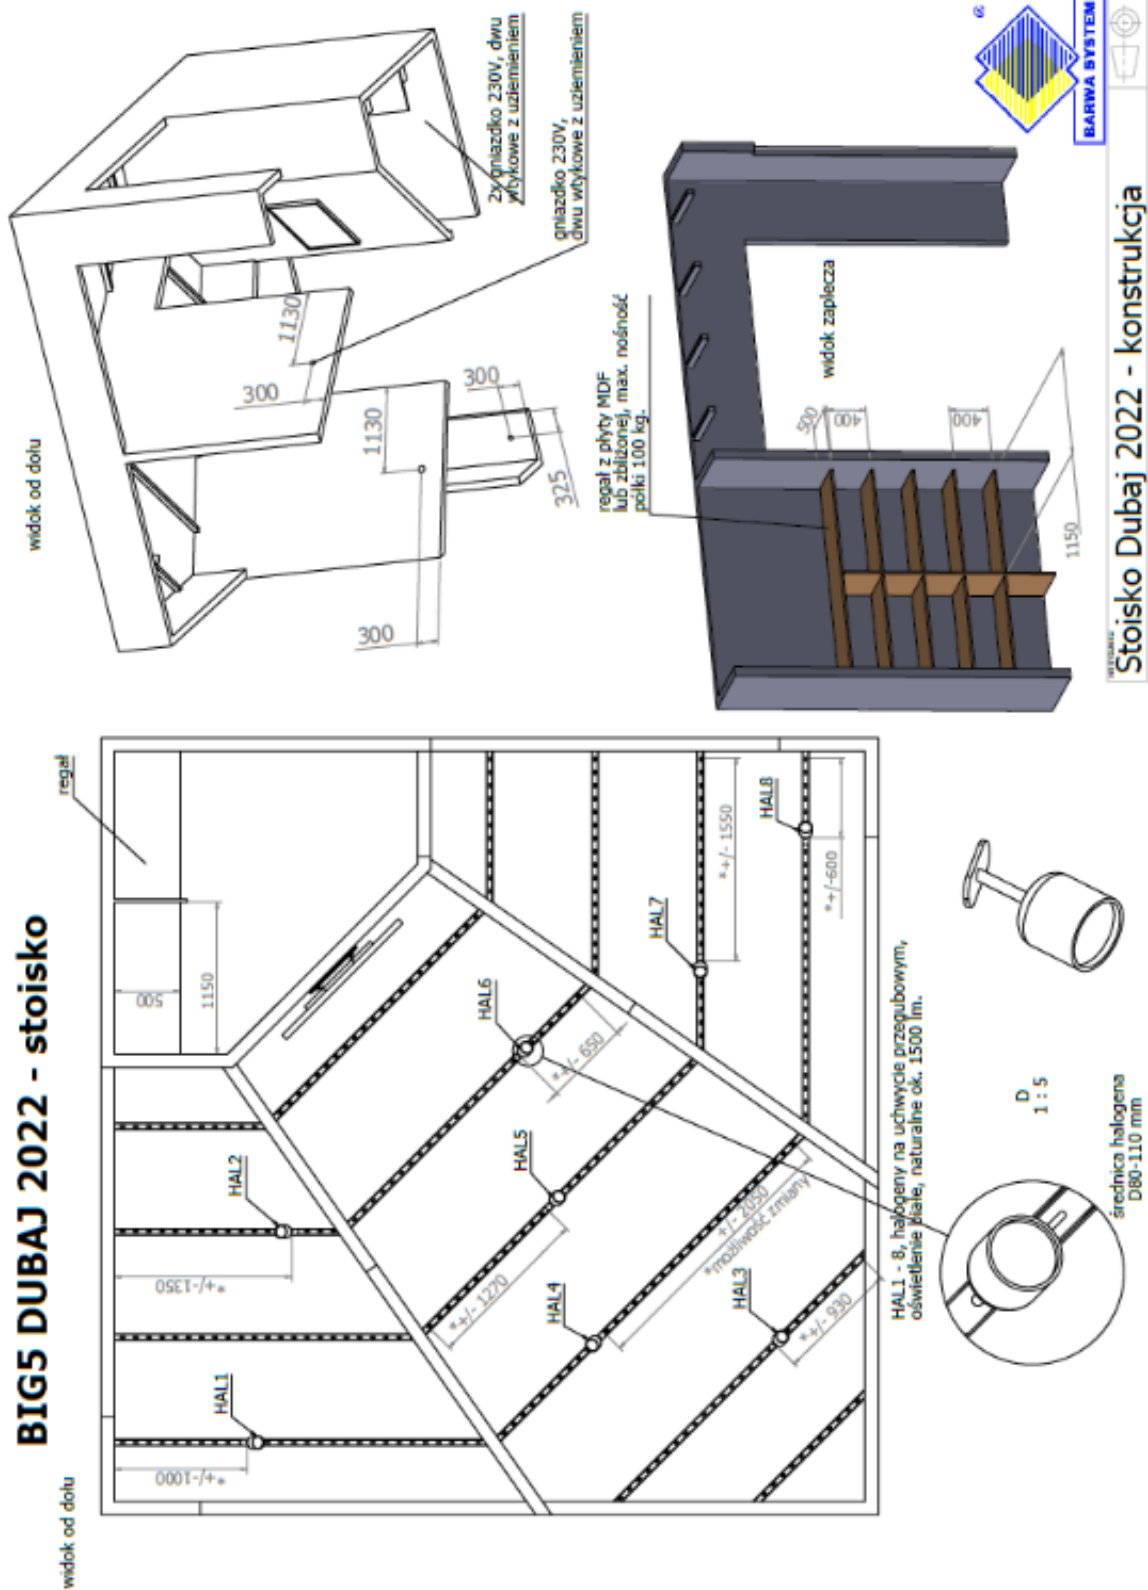 BIG5 DUBAJ 2022 - stoisko
widok od dołu
regał
500
1150
HAL2
*+/-1350
HAL1
*+/-1000
HAL6
*+/- 650
HAL5
*+/- 1270
HAL4
+/- 2050
*możliwość zmiany
HAL3
*+/- 930
HAL7
*+/- 1550
HAL8
*+/-600
HAL1 - 8, halogeny na uchwycie przegubowym,
oświetlenie białe, naturalne ok. 1500 lm.
D
1 : 5
średnica halogena
D80-110 mm
widok od dołu
300
1130
300
1130
300
325
2x gniazdko 230V, dwu
wtykowe z uziemieniem
gniazdko 230V,
dwu wtykowe z uziemieniem
regał z płyty MDF
lub zbliżonej, max. nośność
półki 100 kg.
widok zaplecza
500
400
400
1150
Stoisko Dubaj 2022 - konstrukcja
BARWA SYSTEM
®